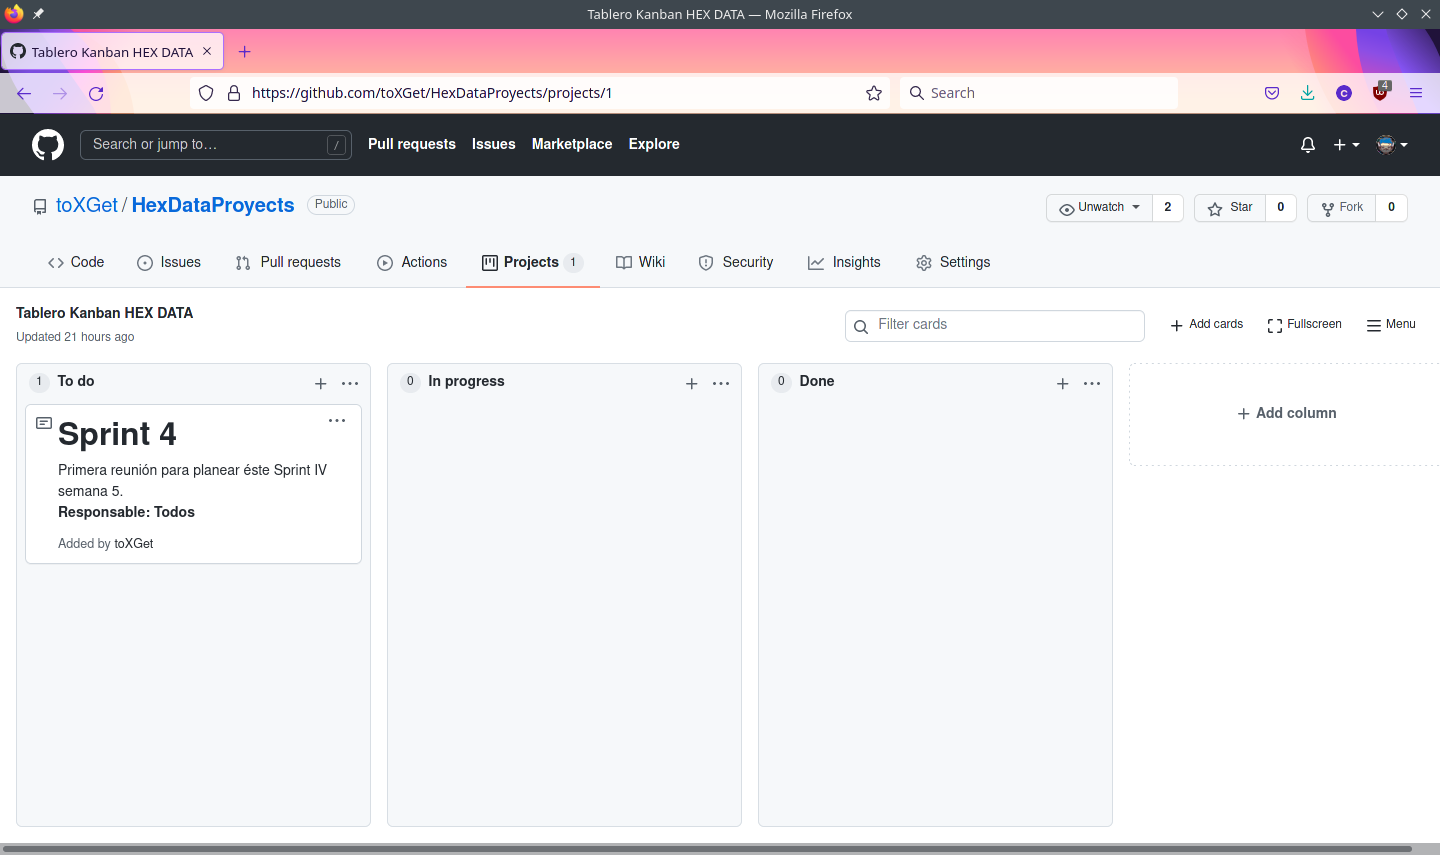 Tablero Kanban HEX DATA — Mozilla Firefox
Tablero Kanban HEX DATA
https://github.com/toXGet/HexDataProyects/projects/1
Search
4
Search or jump to…
/
Pull requests
Issues
Marketplace
Explore
toXGet / HexDataProyects
Public
Unwatch
2
Star
0
Fork
0
Code
Issues
Pull requests
Actions
Projects
1
Wiki
Security
Insights
Settings
Tablero Kanban HEX DATA
Updated 21 hours ago
Filter cards
Add cards
Fullscreen
Menu
1
To do
Sprint 4
Primera reunión para planear éste Sprint IV
semana 5.
Responsable: Todos
Added by toXGet
0
In progress
0
Done
Add column